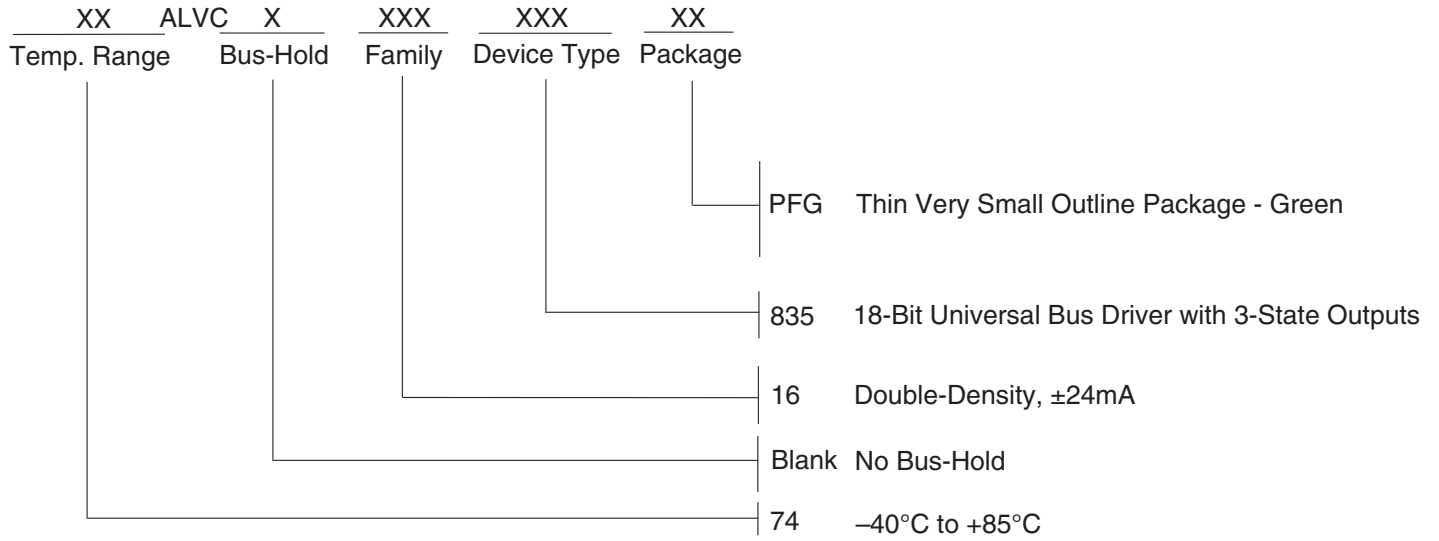 XX ALVC X XXX XXX XX
Temp. Range Bus-Hold Family Device Type Package
PFG Thin Very Small Outline Package - Green
835 18-Bit Universal Bus Driver with 3-State Outputs
16 Double-Density, ±24mA
Blank No Bus-Hold
74 –40°C to +85°C